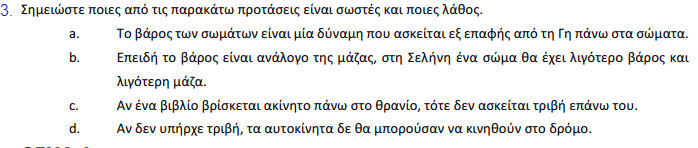 3. Σημειώστε ποιες από τις παρακάτω προτάσεις είναι σωστές και ποιες λάθος.
a. Το βάρος των σωμάτων είναι μία δύναμη που ασκείται εξ επαφής από τη Γη πάνω στα σώματα.
b. Επειδή το βάρος είναι ανάλογο της μάζας, στη Σελήνη ένα σώμα θα έχει λιγότερο βάρος και
λιγότερη μάζα.
c. Αν ένα βιβλίο βρίσκεται ακίνητο πάνω στο θρανίο, τότε δεν ασκείται τριβή επάνω του.
d. Αν δεν υπήρχε τριβή, τα αυτοκίνητα δε θα μπορούσαν να κινηθούν στο δρόμο.